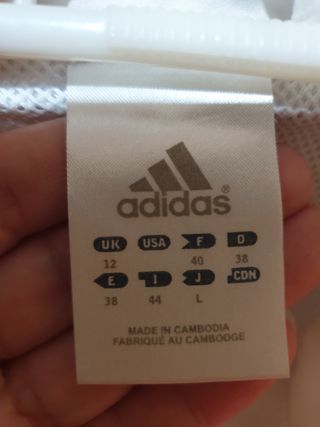 adidas®
UK USA F D
12 40 38
E I J CDN
38 44 L
MADE IN CAMBODIA
FABRIQUÉ AU CAMBODGE